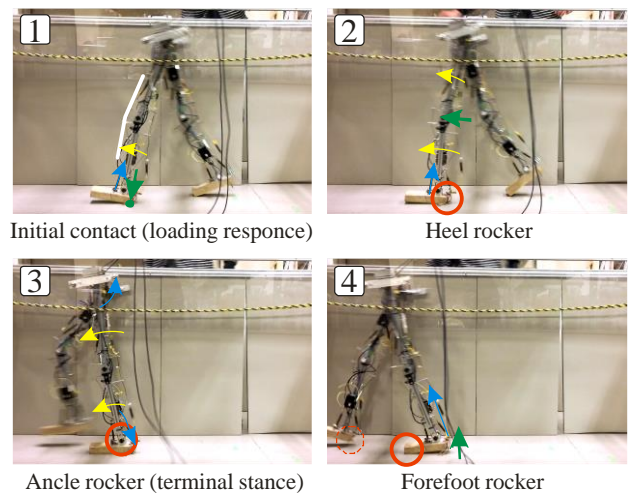 1
2
Initial contact (loading responce)
Heel rocker
3
4
Ancle rocker (terminal stance)
Forefoot rocker